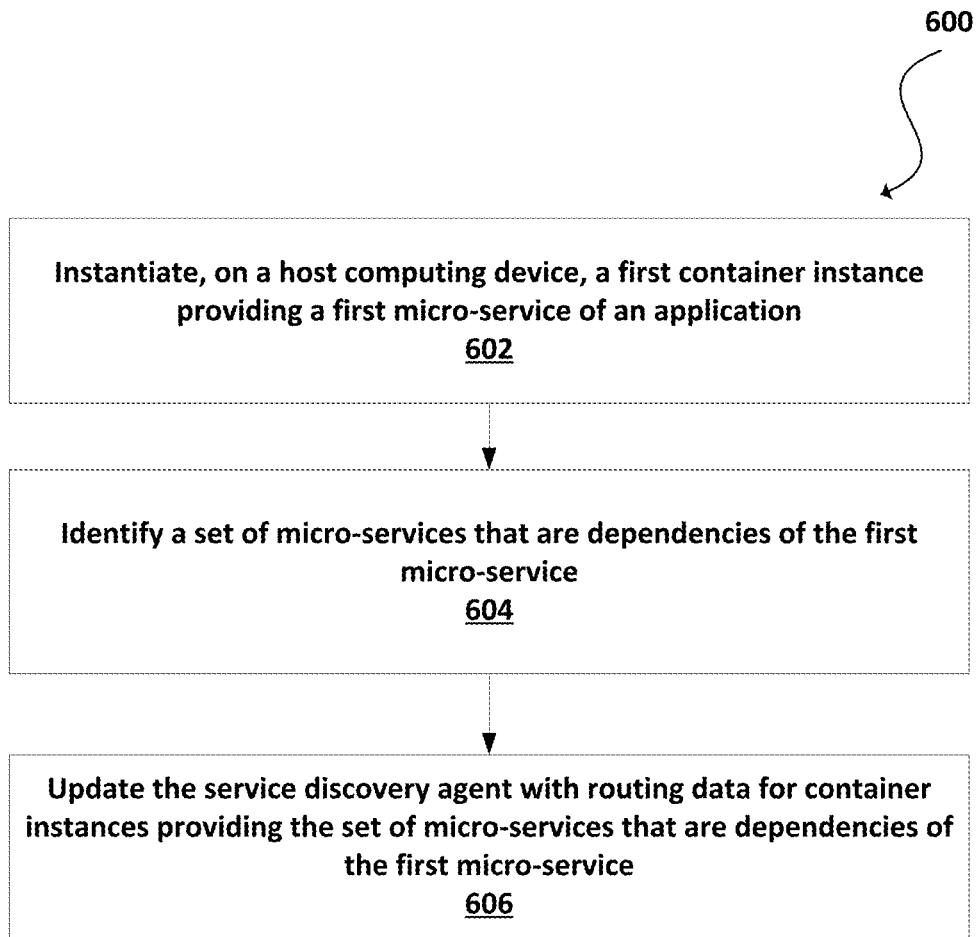 600
Instantiate, on a host computing device, a first container instance
providing a first micro-service of an application
602
Identify a set of micro-services that are dependencies of the first
micro-service
604
Update the service discovery agent with routing data for container
instances providing the set of micro-services that are dependencies of
the first micro-service
606